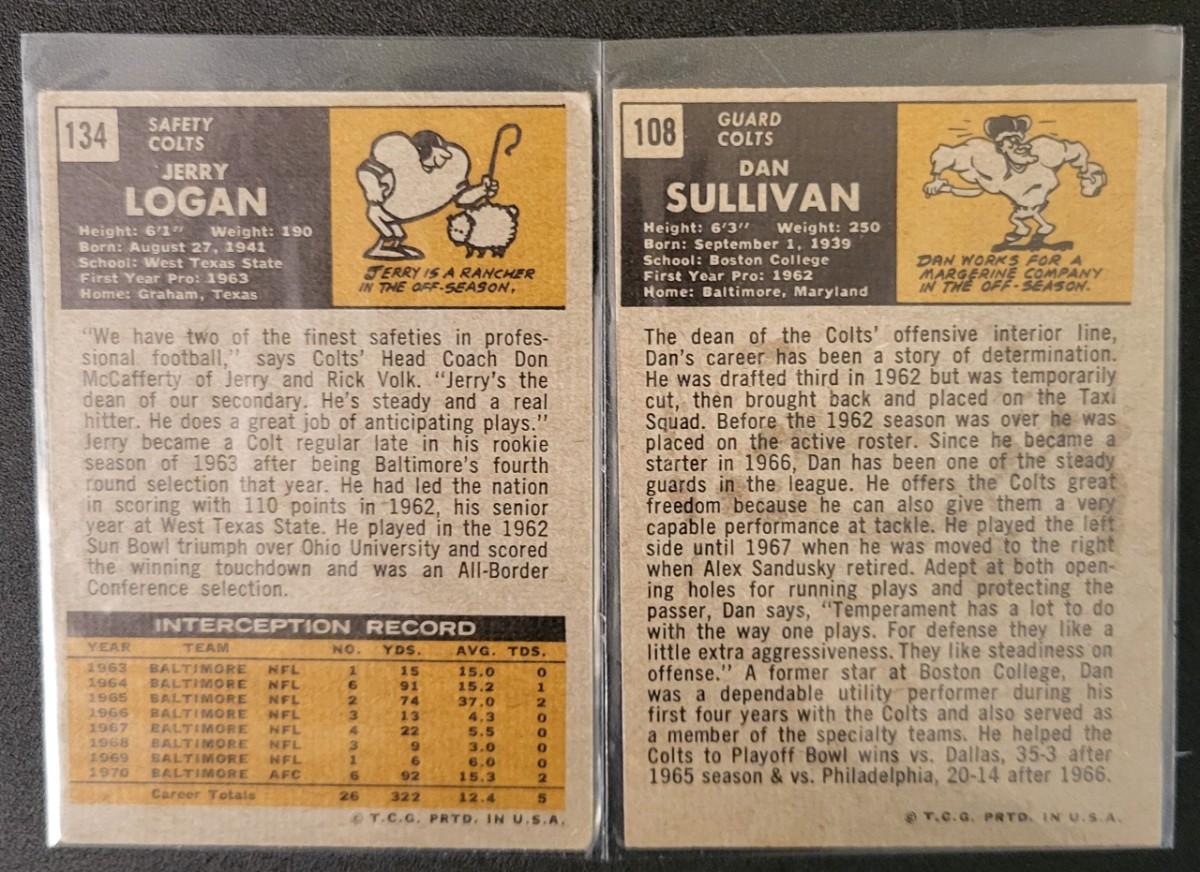 134
SAFETY
COLTS
JERRY
LOGAN
Height: 6'1" Weight: 190
Born: August 27, 1941
School: West Texas State
First Year Pro: 1963
Home: Graham, Texas
JERRY IS A RANCHER
IN THE OFF-SEASON.
"We have two of the finest safeties in profes-
sional football," says Colts' Head Coach Don
McCafferty of Jerry and Rick Volk. "Jerry's the
dean of our secondary. He's steady and a real
hitter. He does a great job of anticipating plays."
Jerry became a Colt regular late in his rookie
season of 1963 after being Baltimore's fourth
round selection that year. He had led the nation
in scoring with 110 points in 1962, his senior
year at West Texas State. He played in the 1962
Sun Bowl triumph over Ohio University and scored
the winning touchdown and was an All-Border
Conference selection.
INTERCEPTION RECORD
YEAR TEAM NO. YDS. AVG. TDS.
1963 BALTIMORE NFL 1 15 15.0 0
1964 BALTIMORE NFL 6 91 15.2 1
1965 BALTIMORE NFL 2 74 37.0 2
1966 BALTIMORE NFL 3 13 4.3 0
1967 BALTIMORE NFL 4 22 5.5 0
1968 BALTIMORE NFL 3 9 3.0 0
1969 BALTIMORE NFL 1 6 6.0 0
1970 BALTIMORE AFC 6 92 15.3 2
Career Totals 26 322 12.4 5
© T.C.G. PRTD. IN U.S.A.
108
GUARD
COLTS
DAN
SULLIVAN
Height: 6'3" Weight: 250
Born: September 1, 1939
School: Boston College
First Year Pro: 1962
Home: Baltimore, Maryland
DAN WORKS FOR A
MARGERINE COMPANY
IN THE OFF-SEASON.
The dean of the Colts' offensive interior line,
Dan's career has been a story of determination.
He was drafted third in 1962 but was temporarily
cut, then brought back and placed on the Taxi
Squad. Before the 1962 season was over he was
placed on the active roster. Since he became a
starter in 1966, Dan has been one of the steady
guards in the league. He offers the Colts great
freedom because he can also give them a very
capable performance at tackle. He played the left
side until 1967 when he was moved to the right
when Alex Sandusky retired. Adept at both open-
ing holes for running plays and protecting the
passer, Dan says, "Temperament has a lot to do
with the way one plays. For defense they like a
little extra aggressiveness. They like steadiness on
offense." A former star at Boston College, Dan
was a dependable utility performer during his
first four years with the Colts and also served as
a member of the specialty teams. He helped the
Colts to Playoff Bowl wins vs. Dallas, 35-3 after
1965 season & vs. Philadelphia, 20-14 after 1966.
© T.C.G. PRTD. IN U.S.A.